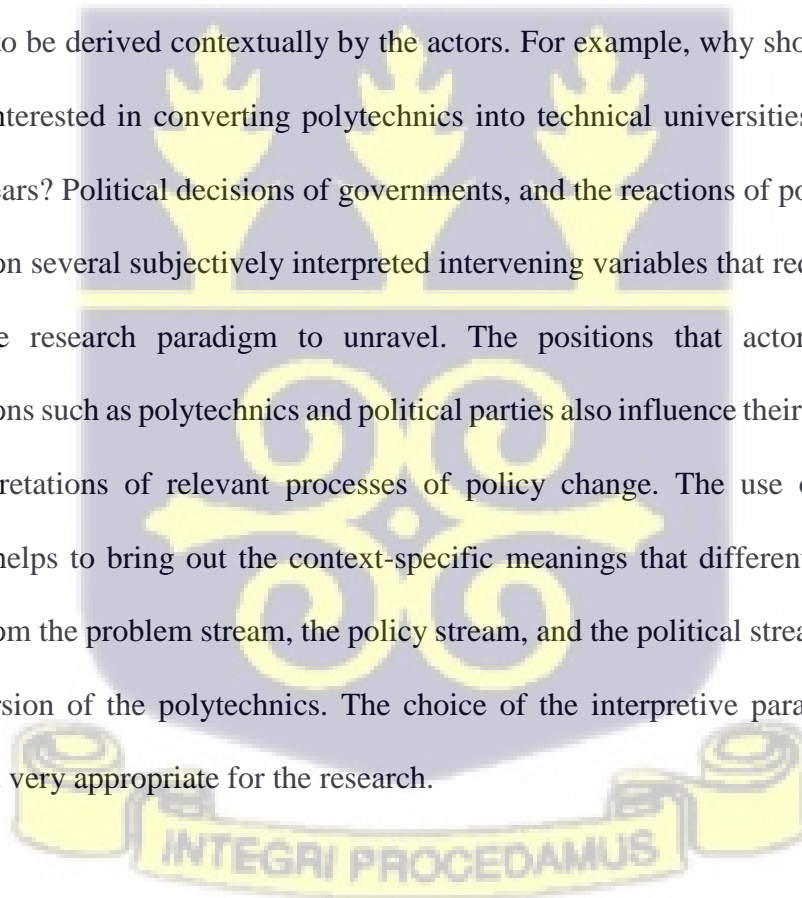 to be derived contextually by the actors. For example, why sho
nterested in converting polytechnics into technical universities
ears? Political decisions of governments, and the reactions of po
on several subjectively interpreted intervening variables that re
e research paradigm to unravel. The positions that actor
ons such as polytechnics and political parties also influence their
retations of relevant processes of policy change. The use
helps to bring out the context-specific meanings that different
om the problem stream, the policy stream, and the political strea
rsion of the polytechnics. The choice of the interpretive para
very appropriate for the research.
INTEGRI PROCEDAMUS